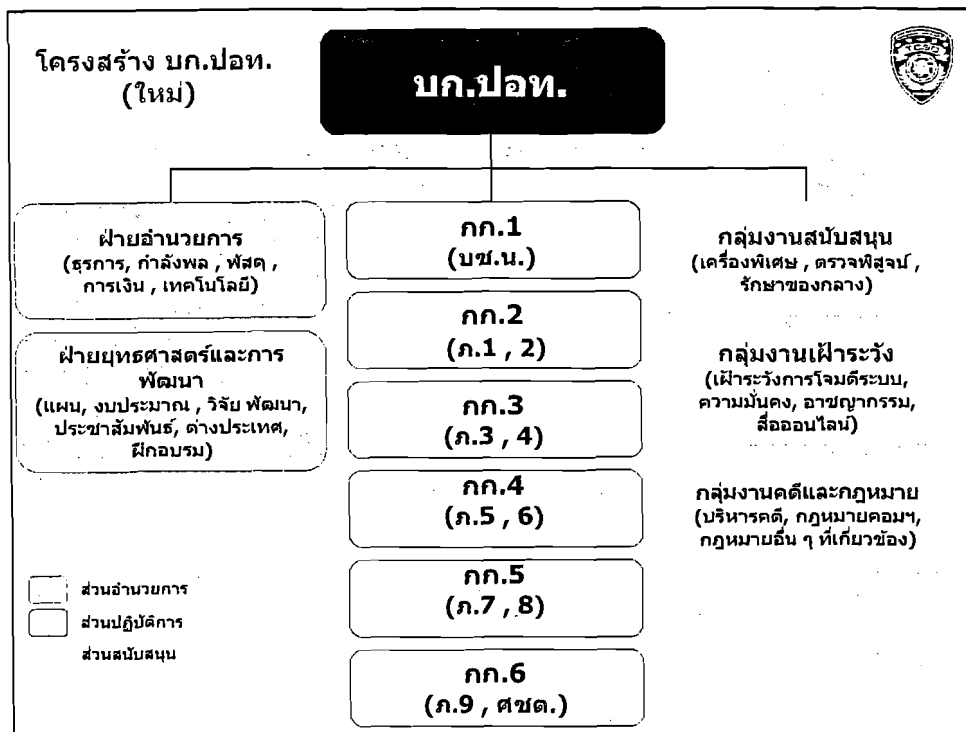 โครงสร้าง บก.ปอท.
(ใหม่)
บก.ปอท.
TCSD
ฝ่ายอำนวยการ
(ธุรการ, กำลังพล , พัสดุ ,
การเงิน , เทคโนโลยี)
ฝ่ายยุทธศาสตร์และการ
พัฒนา
(แผน, งบประมาณ , วิจัย พัฒนา,
ประชาสัมพันธ์, ต่างประเทศ,
ฝึกอบรม)
กก.1
(บช.น.)
กก.2
(ภ.1 , 2)
กก.3
(ภ.3 , 4)
กก.4
(ภ.5 , 6)
กก.5
(ภ.7 , 8)
กก.6
(ภ.9 , ศชต.)
กลุ่มงานสนับสนุน
(เครื่องพิเศษ , ตรวจพิสูจน์ ,
รักษาของกลาง)
กลุ่มงานเฝ้าระวัง
(เฝ้าระวังการโจมตีระบบ,
ความมั่นคง, อาชญากรรม,
สื่อออนไลน์)
กลุ่มงานคดีและกฎหมาย
(บริหารคดี, กฎหมายคอมฯ,
กฎหมายอื่น ๆ ที่เกี่ยวข้อง)
ส่วนอำนวยการ
ส่วนปฏิบัติการ
ส่วนสนับสนุน